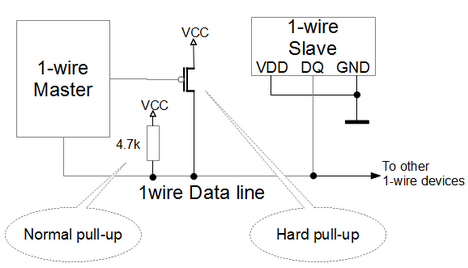 1-wire
Master
VCC
1-wire
Slave
VDD DQ GND
VCC
4.7k
1wire Data line
To other
1-wire devices
Normal pull-up
Hard pull-up